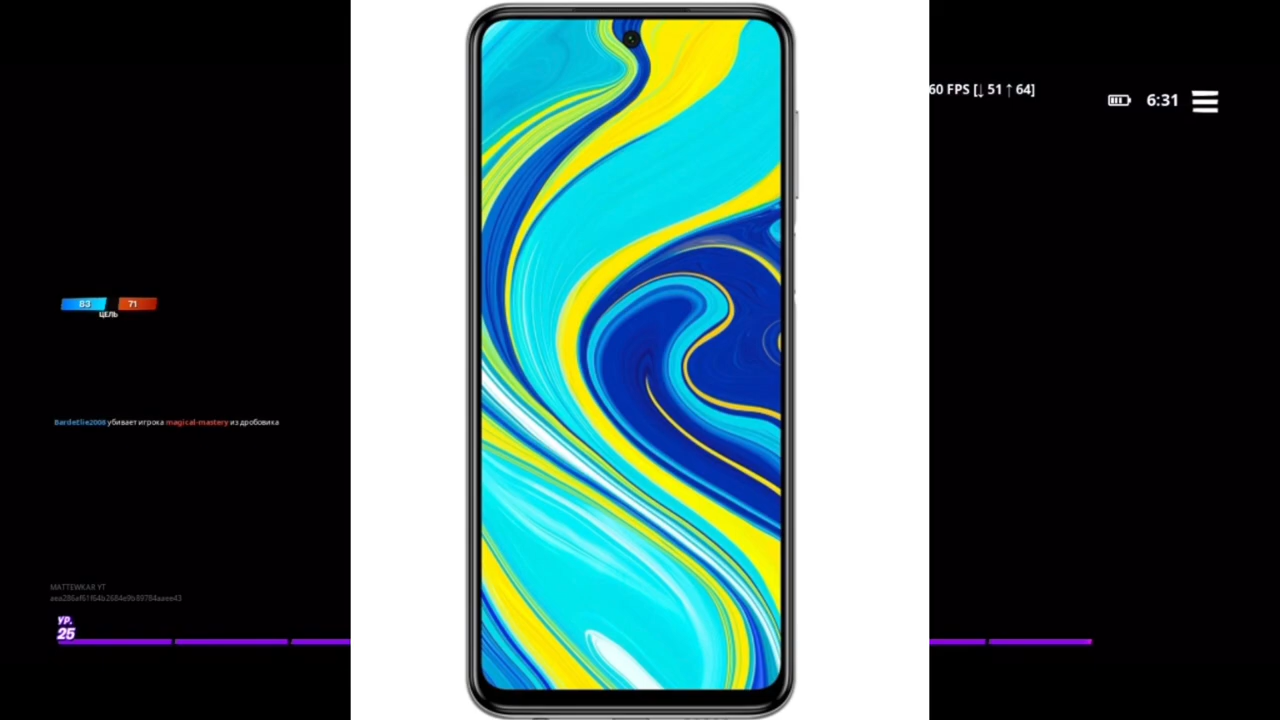 60 FPS [↓ 51 ↑ 64]
6:31
83 71
ЦЕЛЬ
BardeElie2008 убивает игрока magical-mastery из дробовика
MATTEWKAR YT
УР.
25